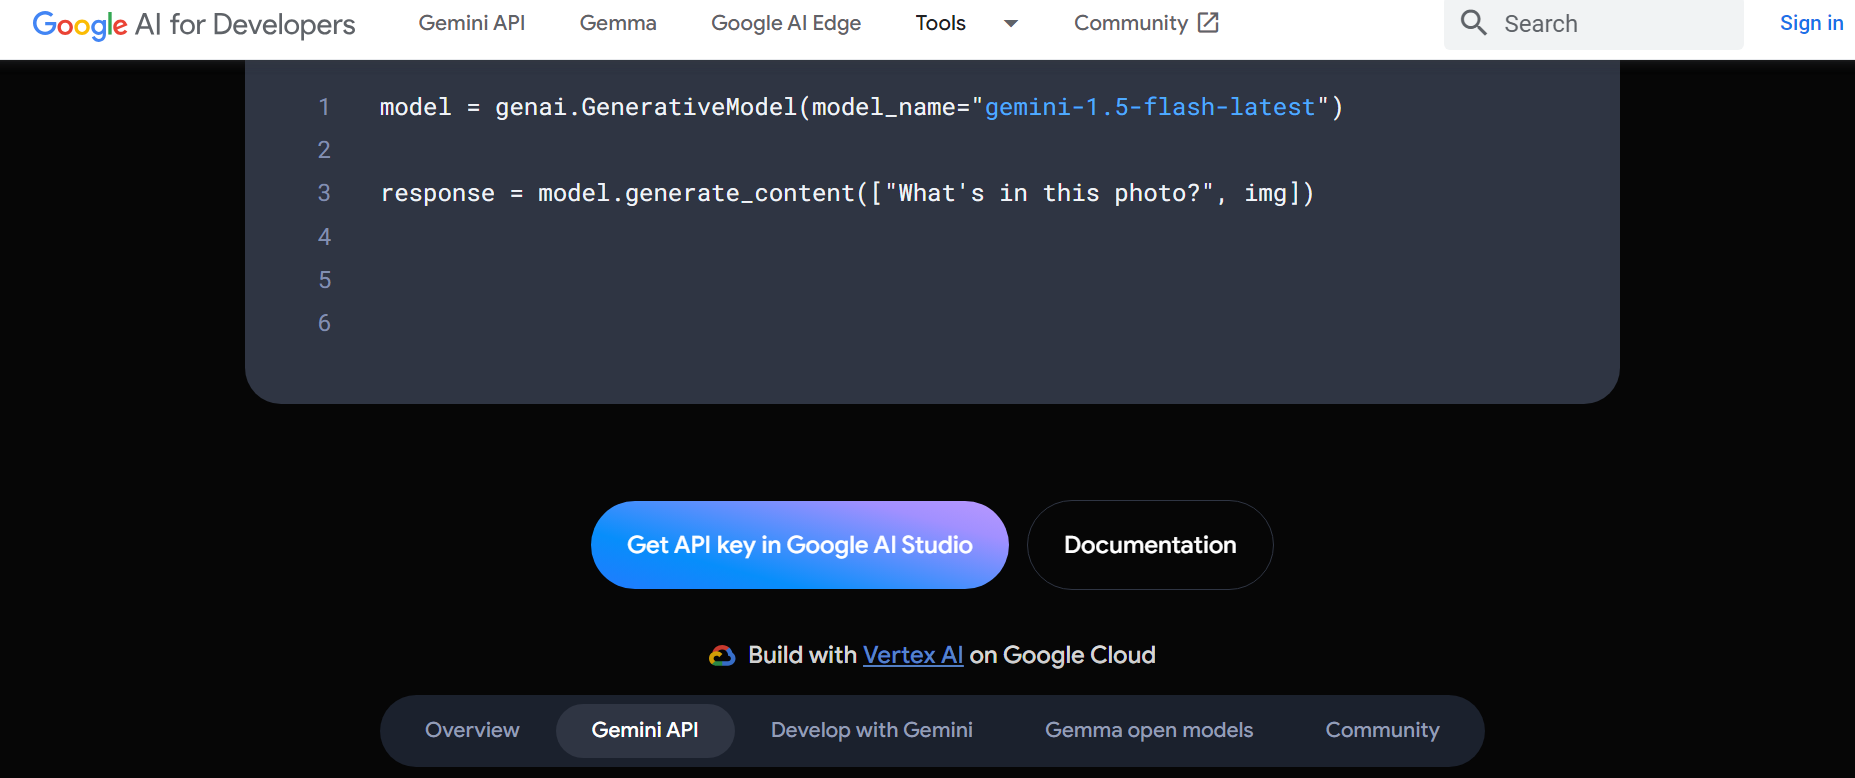 Google AI for Developers Gemini API Gemma Google AI Edge Tools Community Search Sign in
1 model = genai.GenerativeModel(model_name="gemini-1.5-flash-latest")
2
3 response = model.generate_content(["What's in this photo?", img])
4
5
6
Get API key in Google AI Studio Documentation
Build with Vertex AI on Google Cloud
Overview Gemini API Develop with Gemini Gemma open models Community